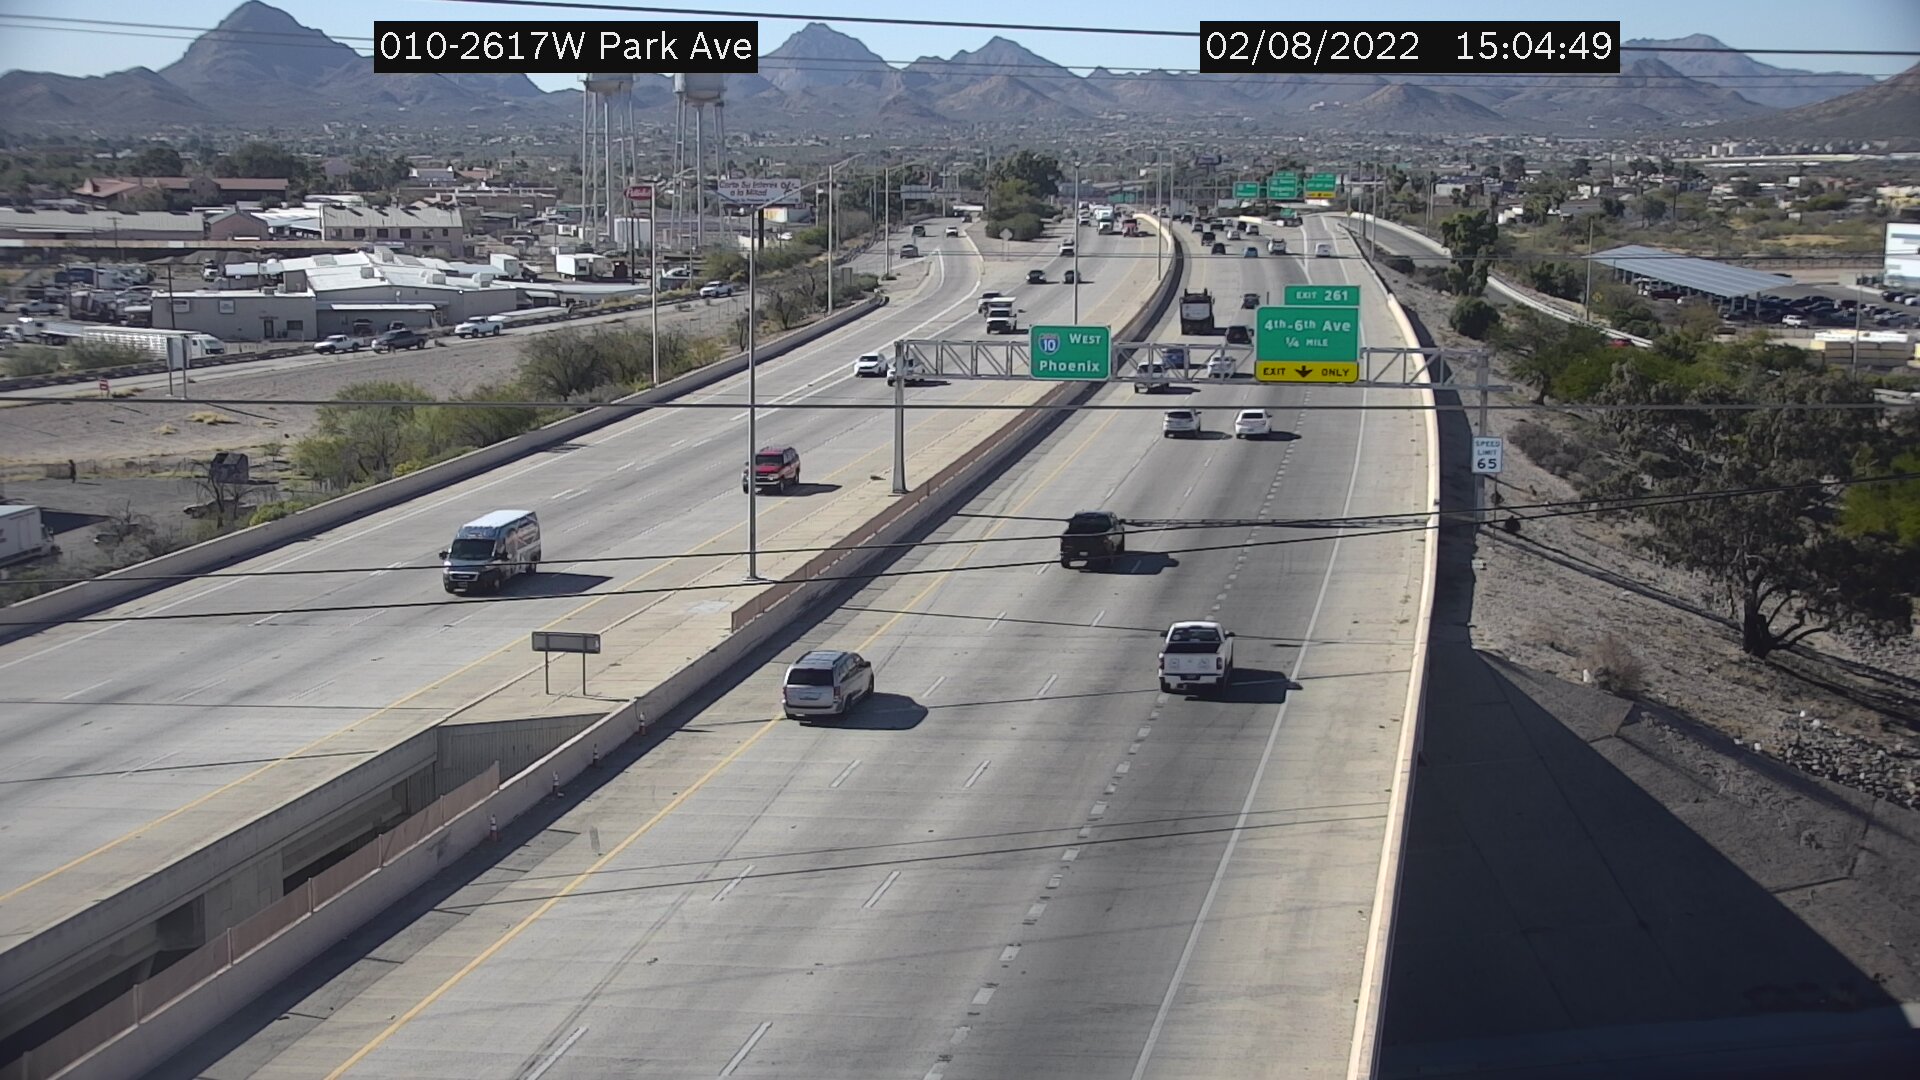 010-2617W Park Ave
02/08/2022 15:04:49
EXIT 261
4th-6th Ave
1/4 MILE
EXIT ONLY
10 WEST
Phoenix
SPEED
LIMIT
65